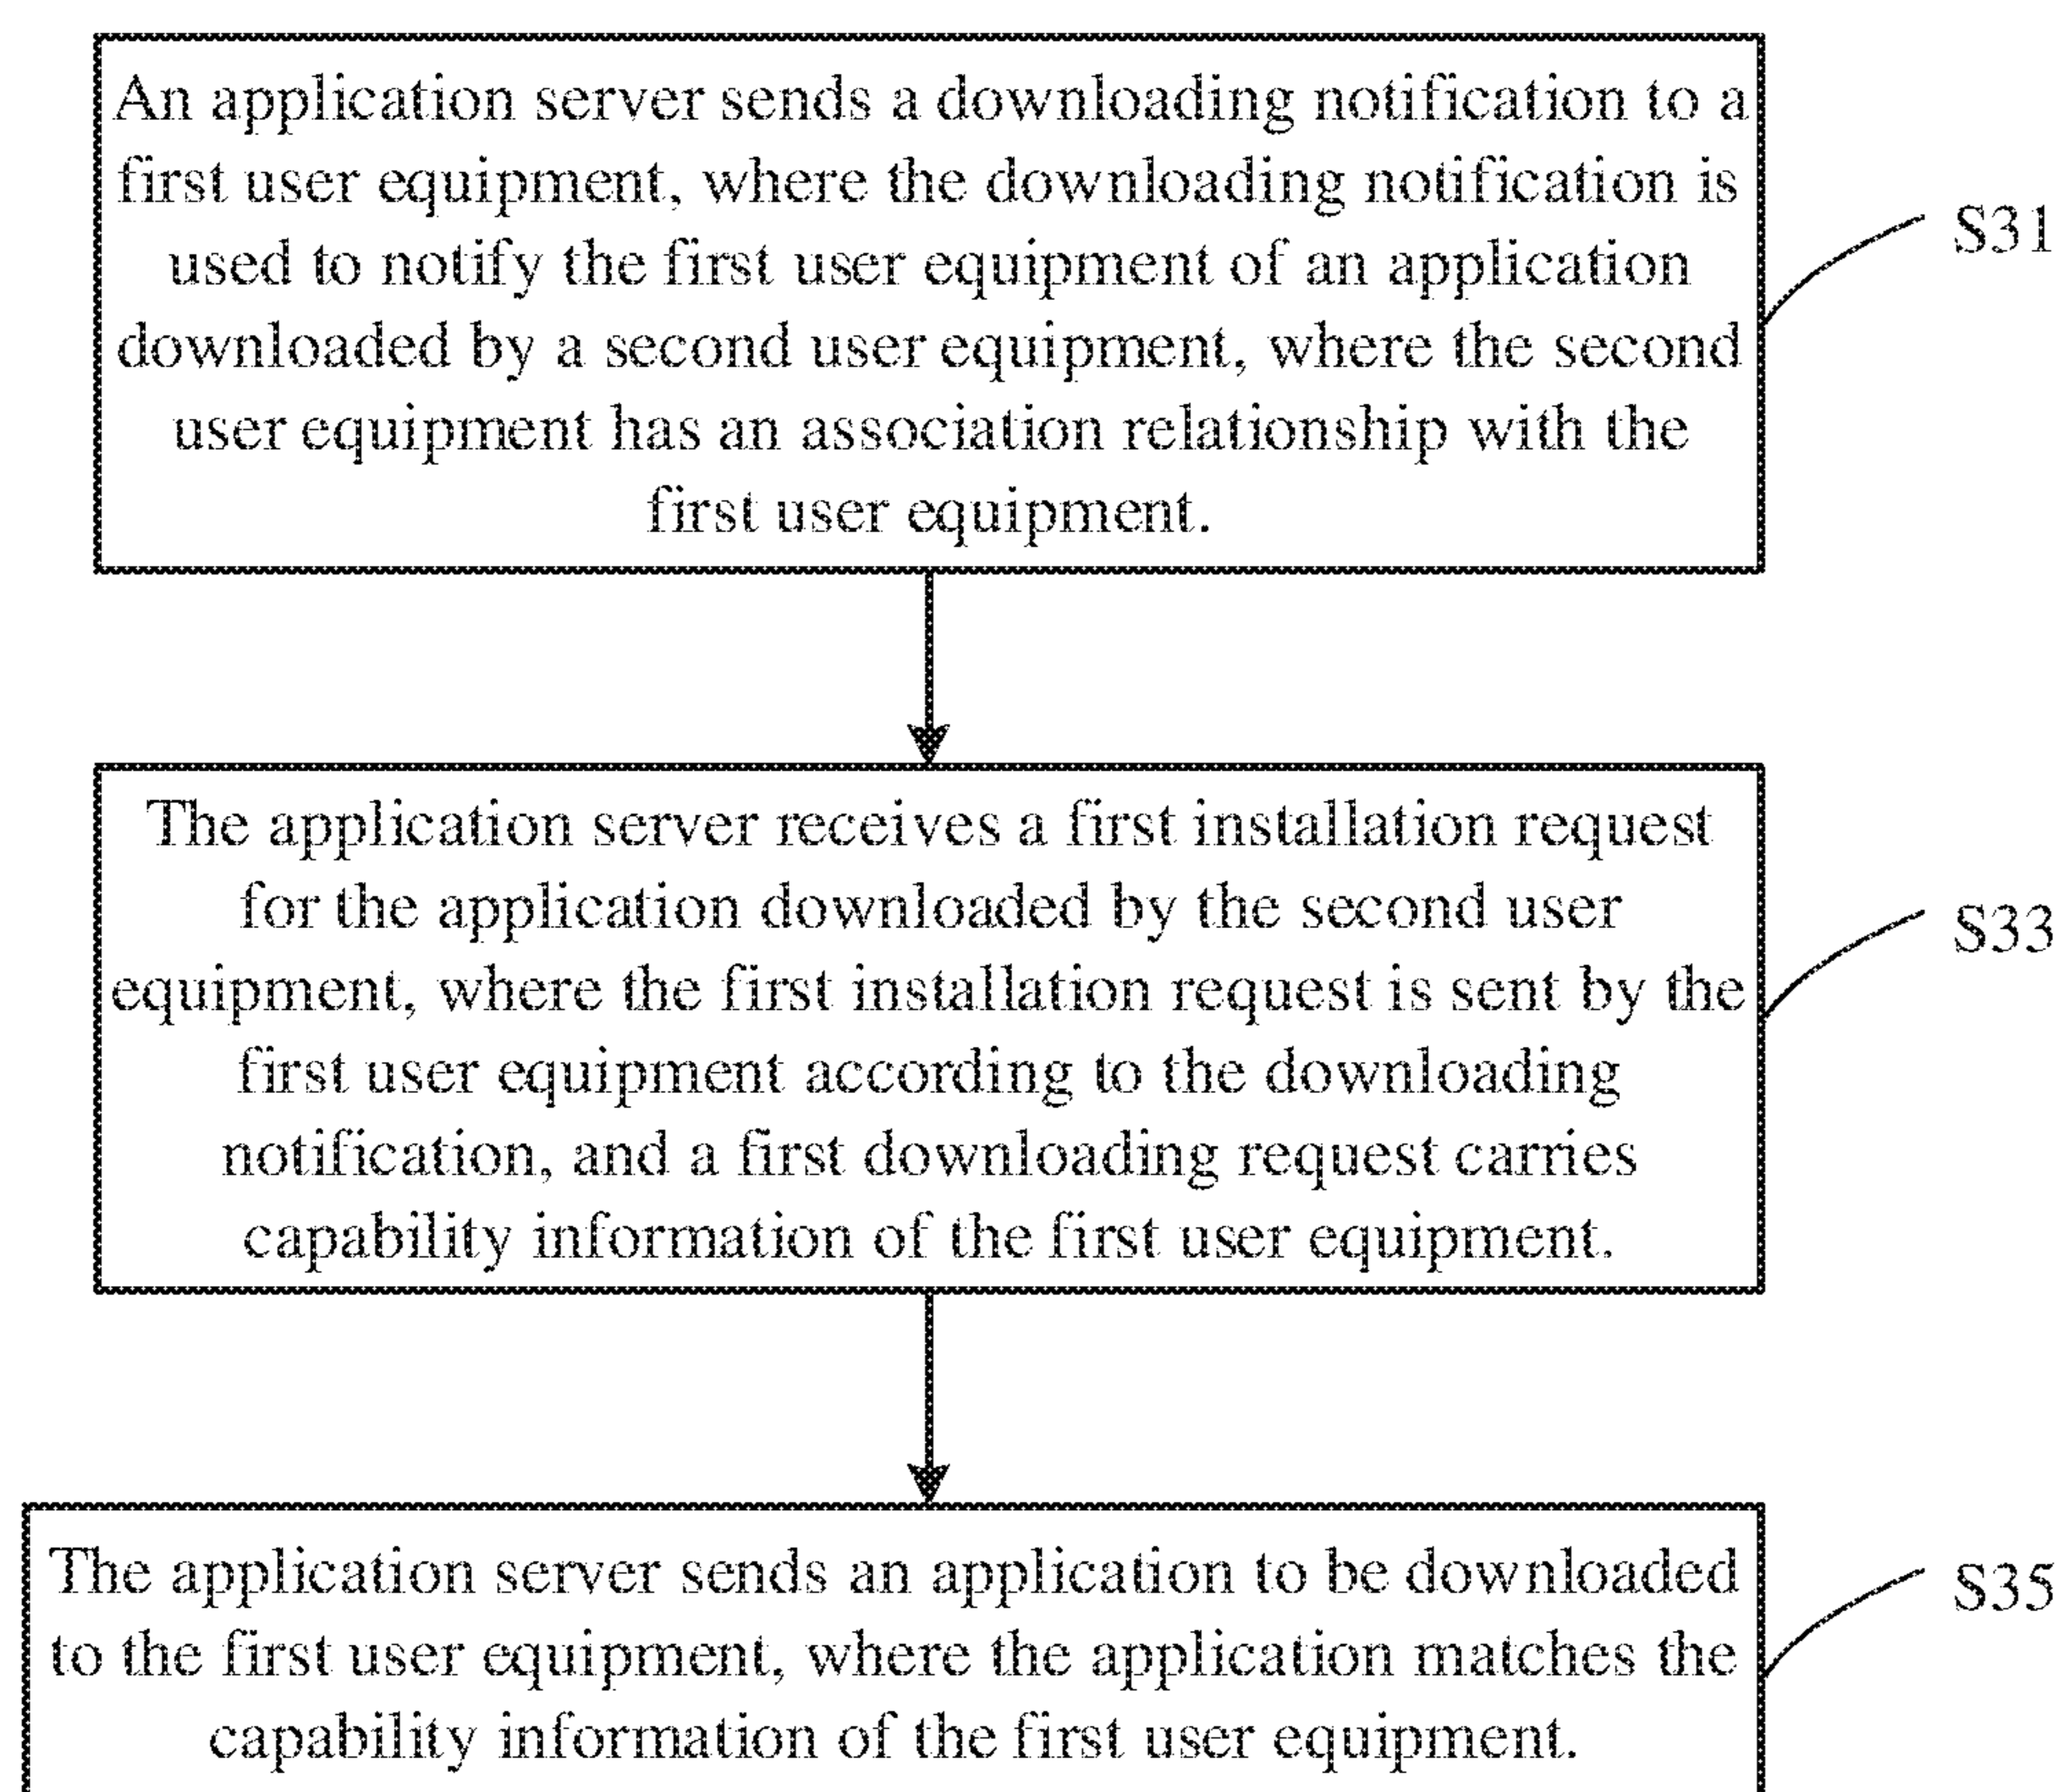 An application server sends a downloading notification to a
first user equipment, where the downloading notification is
used to notify the first user equipment of an application
downloaded by a second user equipment, where the second
user equipment has an association relationship with the
first user equipment.
S31
The application server receives a first installation request
for the application downloaded by the second user
equipment, where the first installation request is sent by the
first user equipment according to the downloading
notification, and a first downloading request carries
capability information of the first user equipment.
S33
The application server sends an application to be downloaded
to the first user equipment, where the application matches the
capability information of the first user equipment.
S35